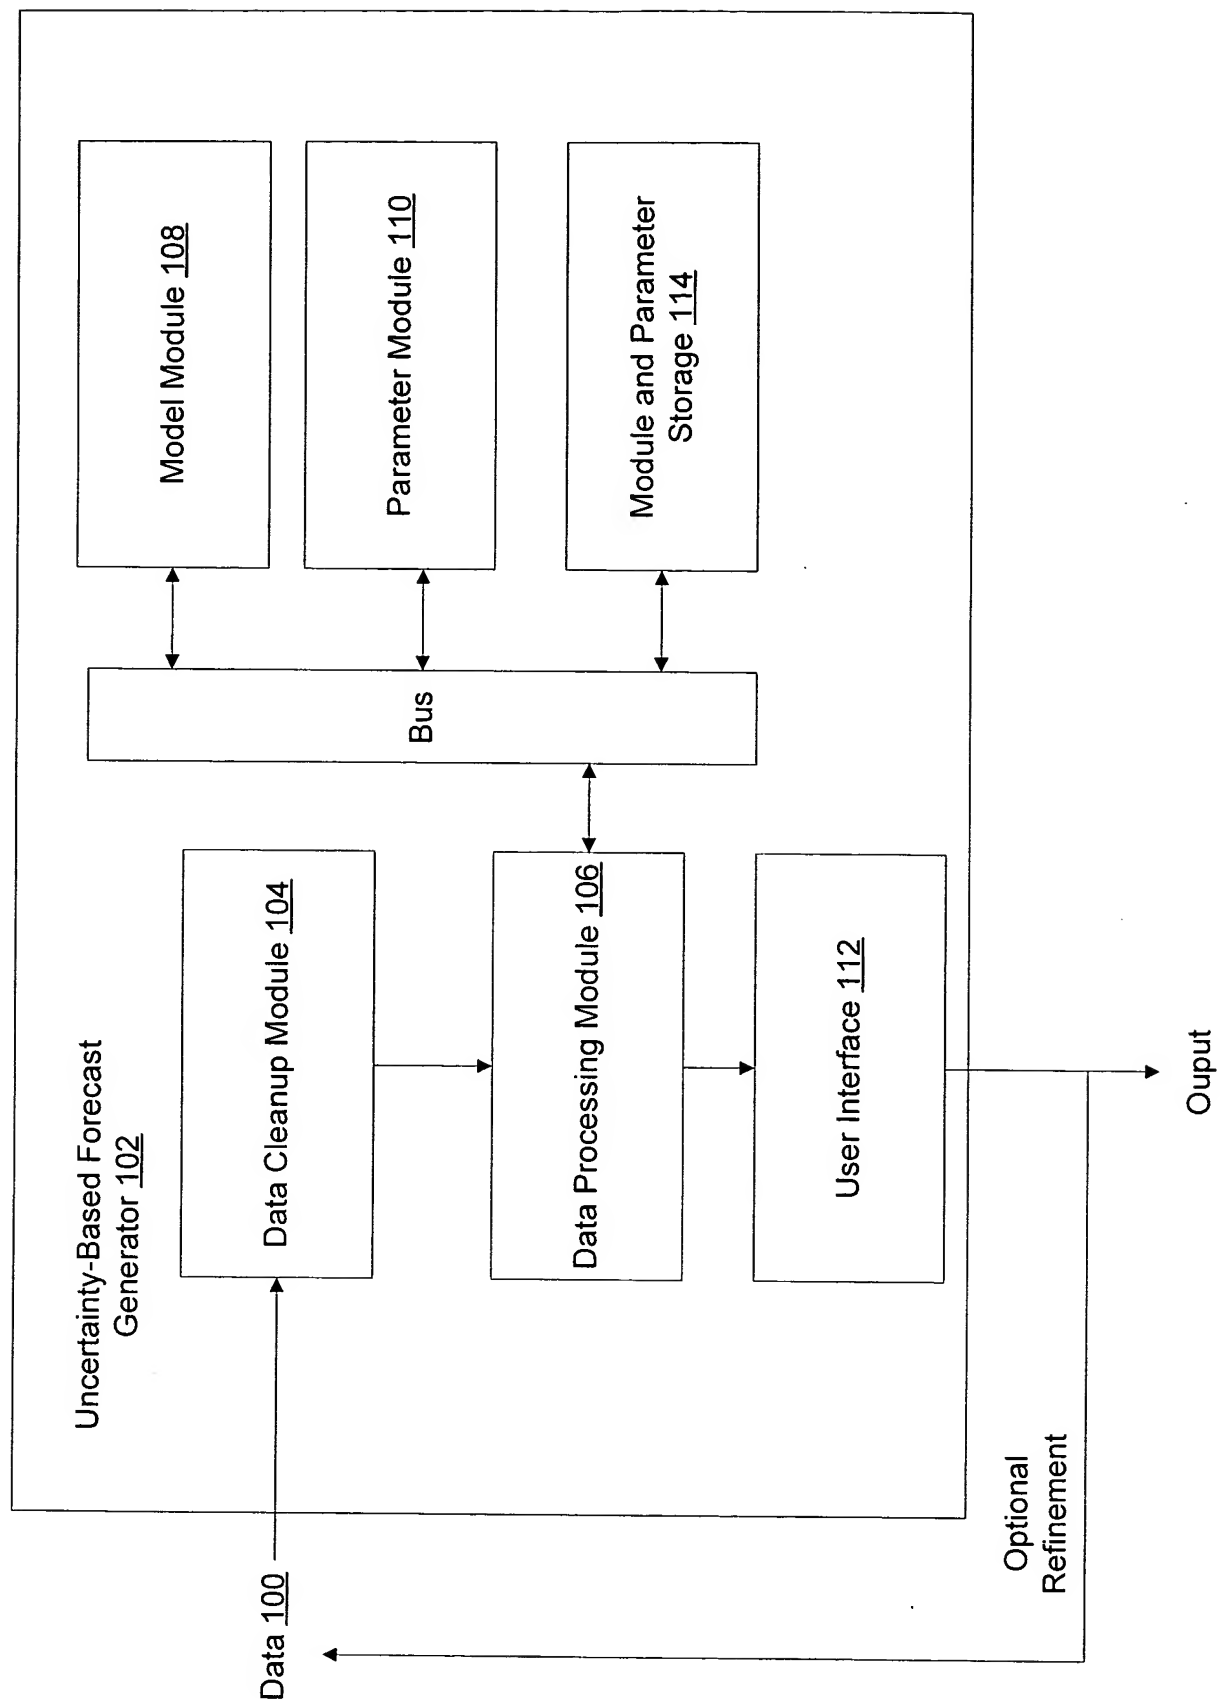 Uncertainty-Based Forecast
Generator 102
Data 100
Data Cleanup Module 104
Data Processing Module 106
User Interface 112
Bus
Model Module 108
Parameter Module 110
Module and Parameter
Storage 114
Optional
Refinement
Ouput